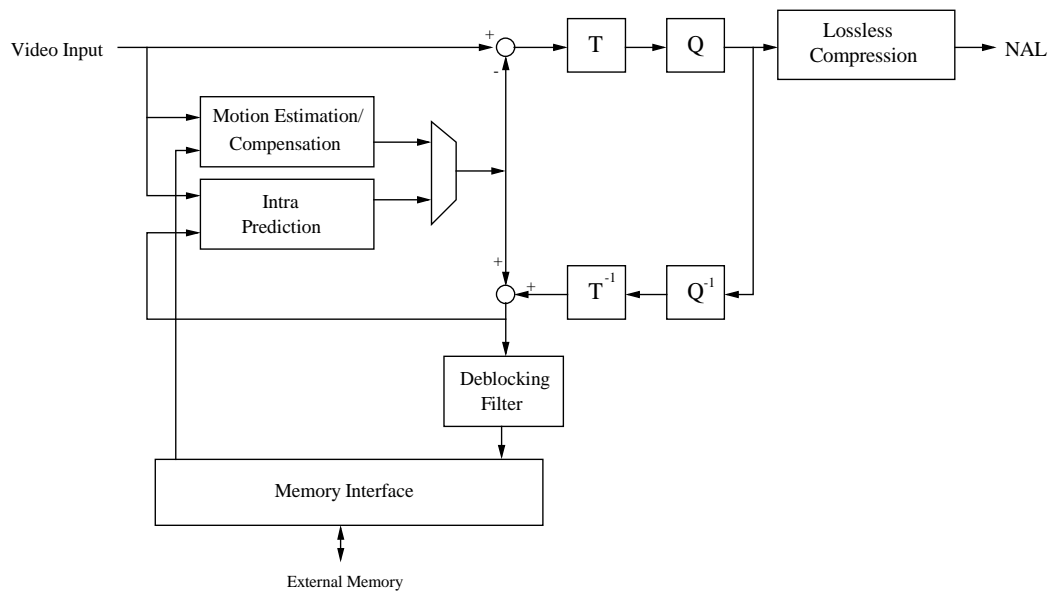 Video Input
+
-
T
Q
Lossless
Compression
NAL
Motion Estimation/
Compensation
Intra
Prediction
+
+
T-1
Q-1
Deblocking
Filter
Memory Interface
External Memory